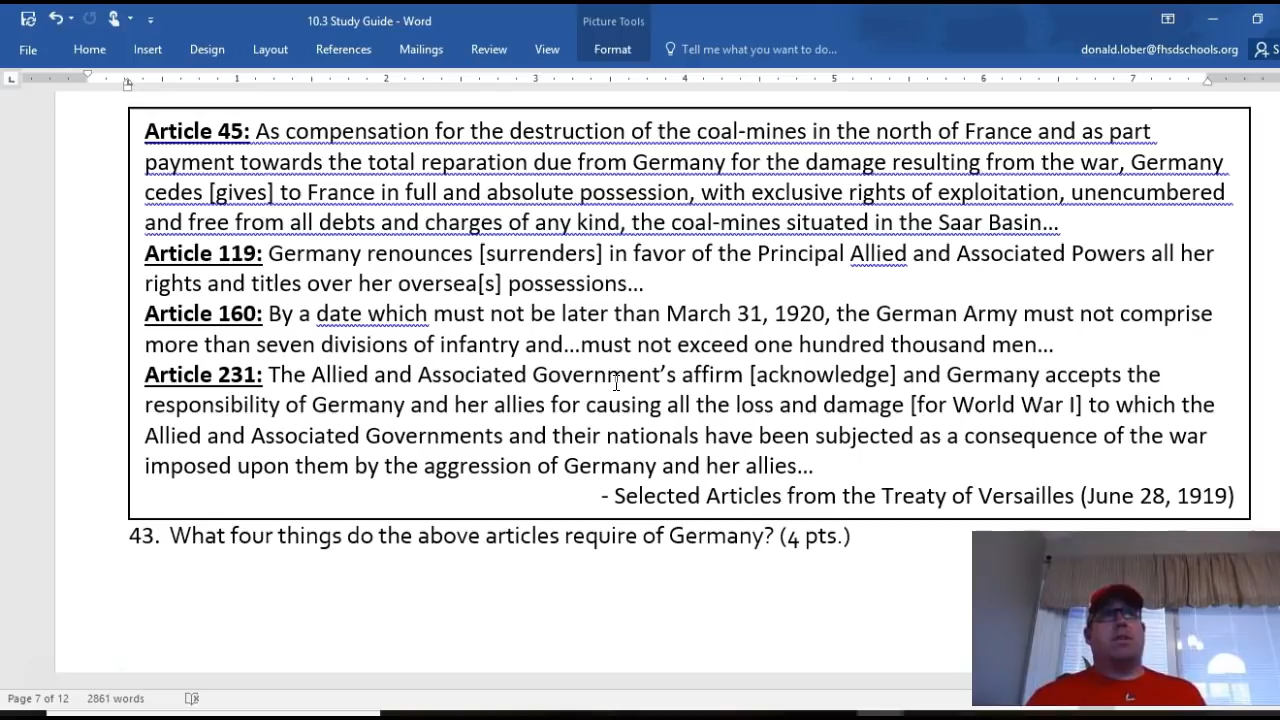 10.3 Study Guide - Word
Picture Tools
File Home Insert Design Layout References Mailings Review View Format Tell me what you want to do... donald.lober@fhsdschools.org S
1 2 3 4 5 6 7
Article 45: As compensation for the destruction of the coal-mines in the north of France and as part
payment towards the total reparation due from Germany for the damage resulting from the war, Germany
cedes [gives] to France in full and absolute possession, with exclusive rights of exploitation, unencumbered
and free from all debts and charges of any kind, the coal-mines situated in the Saar Basin...
Article 119: Germany renounces [surrenders] in favor of the Principal Allied and Associated Powers all her
rights and titles over her oversea[s] possessions...
Article 160: By a date which must not be later than March 31, 1920, the German Army must not comprise
more than seven divisions of infantry and...must not exceed one hundred thousand men...
Article 231: The Allied and Associated Government's affirm [acknowledge] and Germany accepts the
responsibility of Germany and her allies for causing all the loss and damage [for World War I] to which the
Allied and Associated Governments and their nationals have been subjected as a consequence of the war
imposed upon them by the aggression of Germany and her allies...
- Selected Articles from the Treaty of Versailles (June 28, 1919)
43. What four things do the above articles require of Germany? (4 pts.)
Page 7 of 12 2861 words